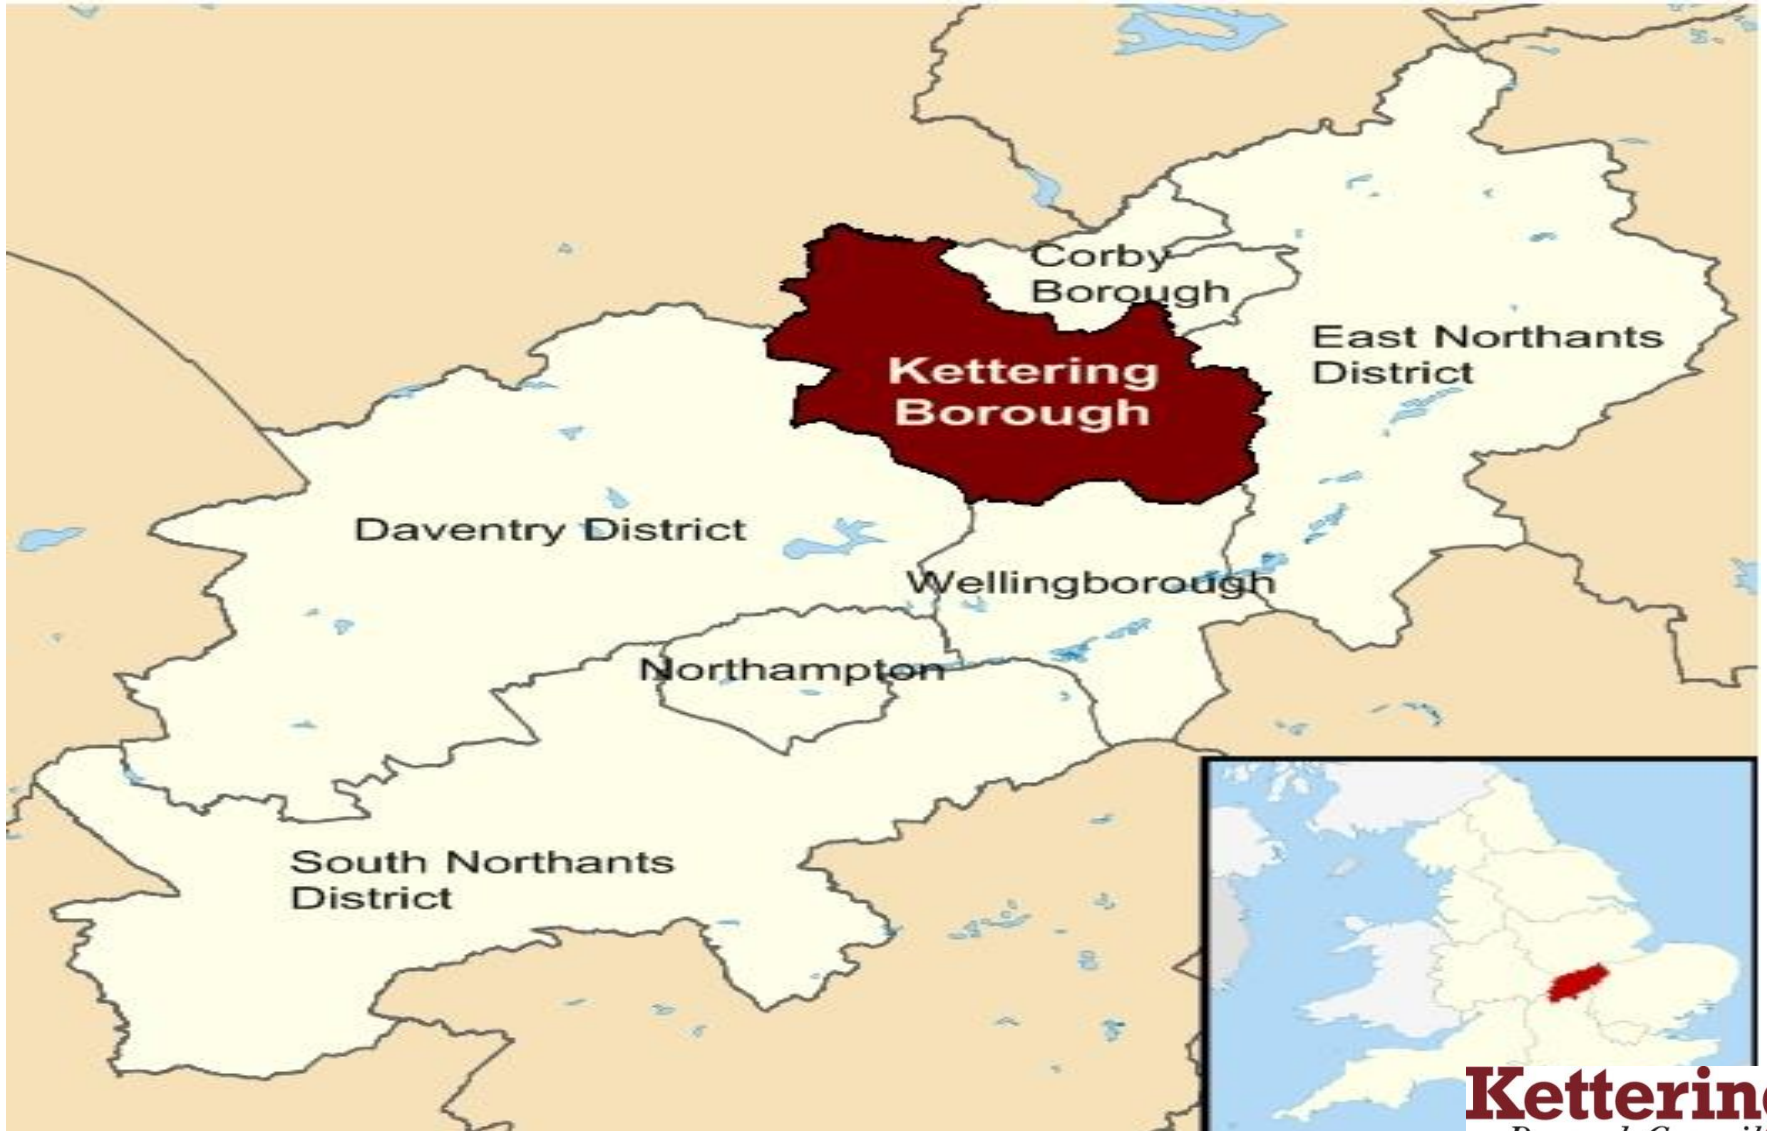 Corby
Borough
East Northants
District
Kettering
Borough
Daventry District
Wellingborough
Northampton
South Northants
District
Kettering